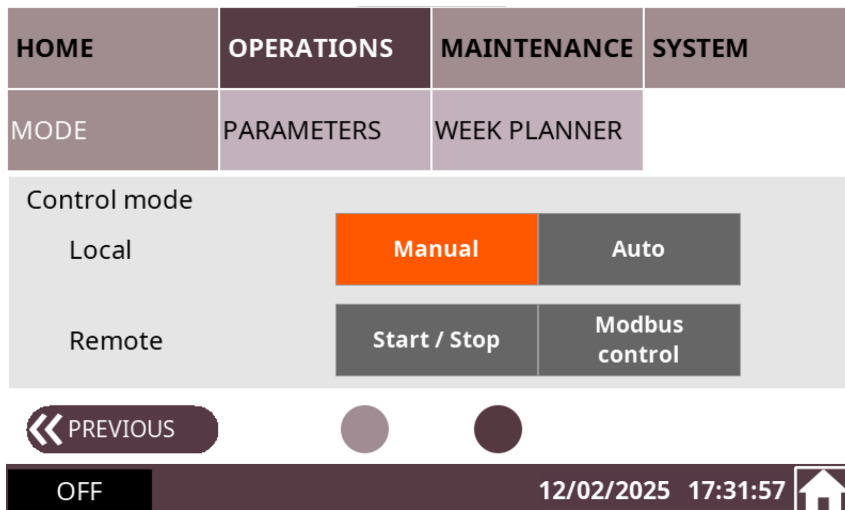 HOME OPERATIONS MAINTENANCE SYSTEM
MODE PARAMETERS WEEK PLANNER
Control mode
Local Manual Auto
Remote Start / Stop Modbus control
PREVIOUS
OFF 12/02/2025 17:31:57